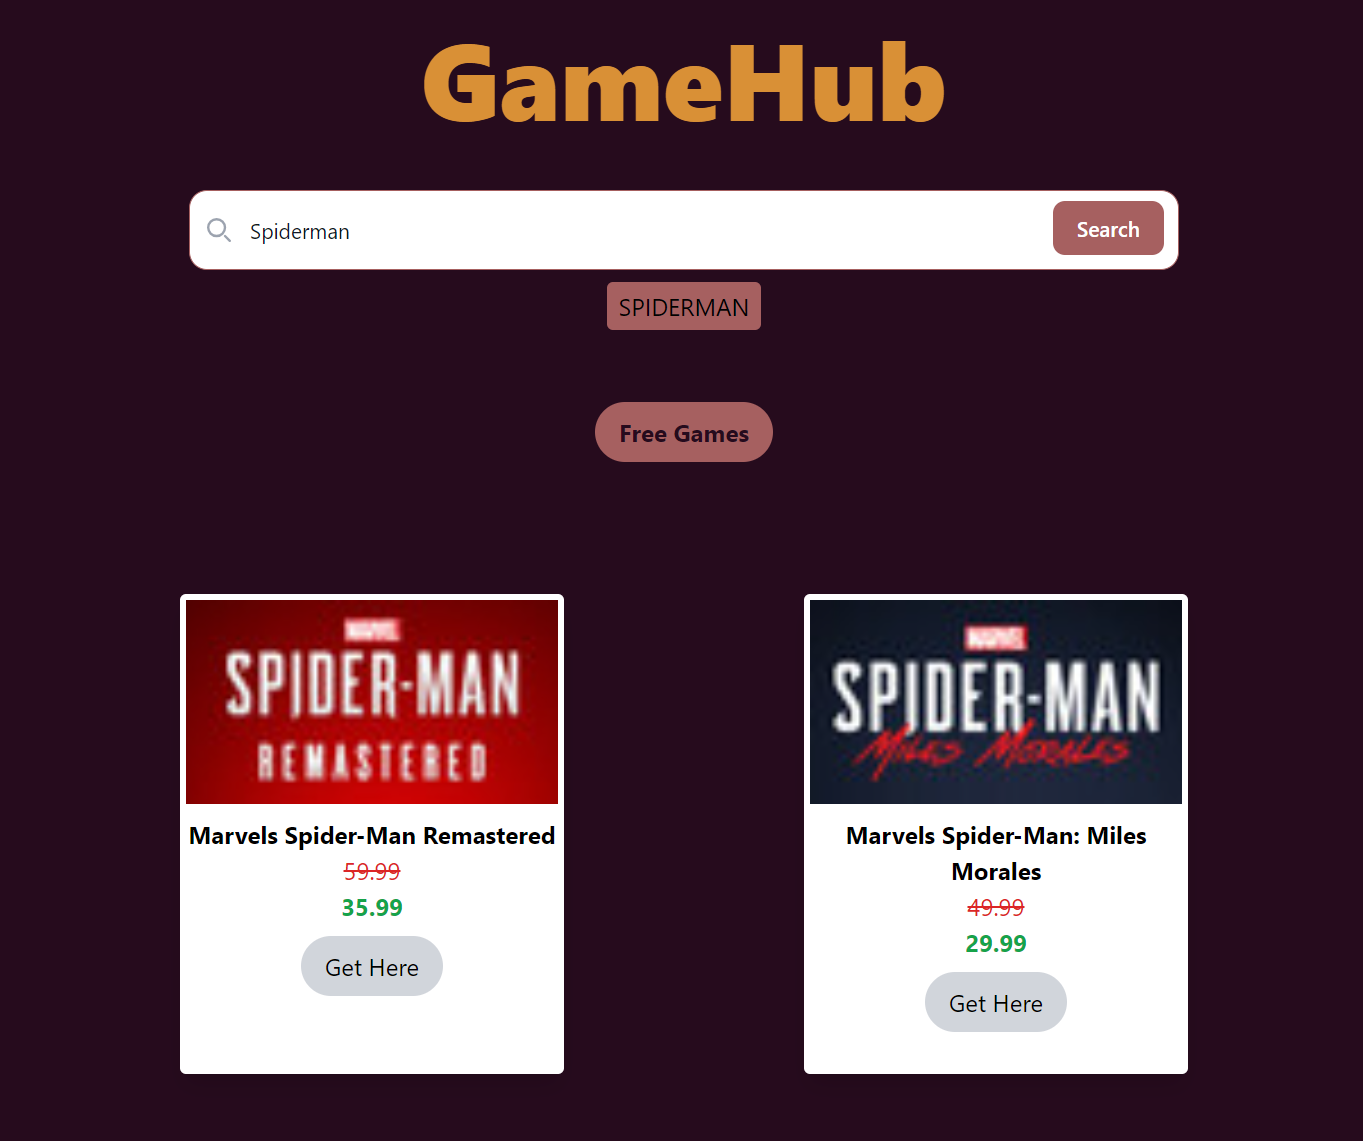 GameHub
Spiderman
Search
SPIDERMAN
Free Games
MARVEL
SPIDER-MAN
REMASTERED
Marvels Spider-Man Remastered
59.99
35.99
Get Here
MARVEL
SPIDER-MAN
MILES MORALES
Marvels Spider-Man: Miles
Morales
49.99
29.99
Get Here